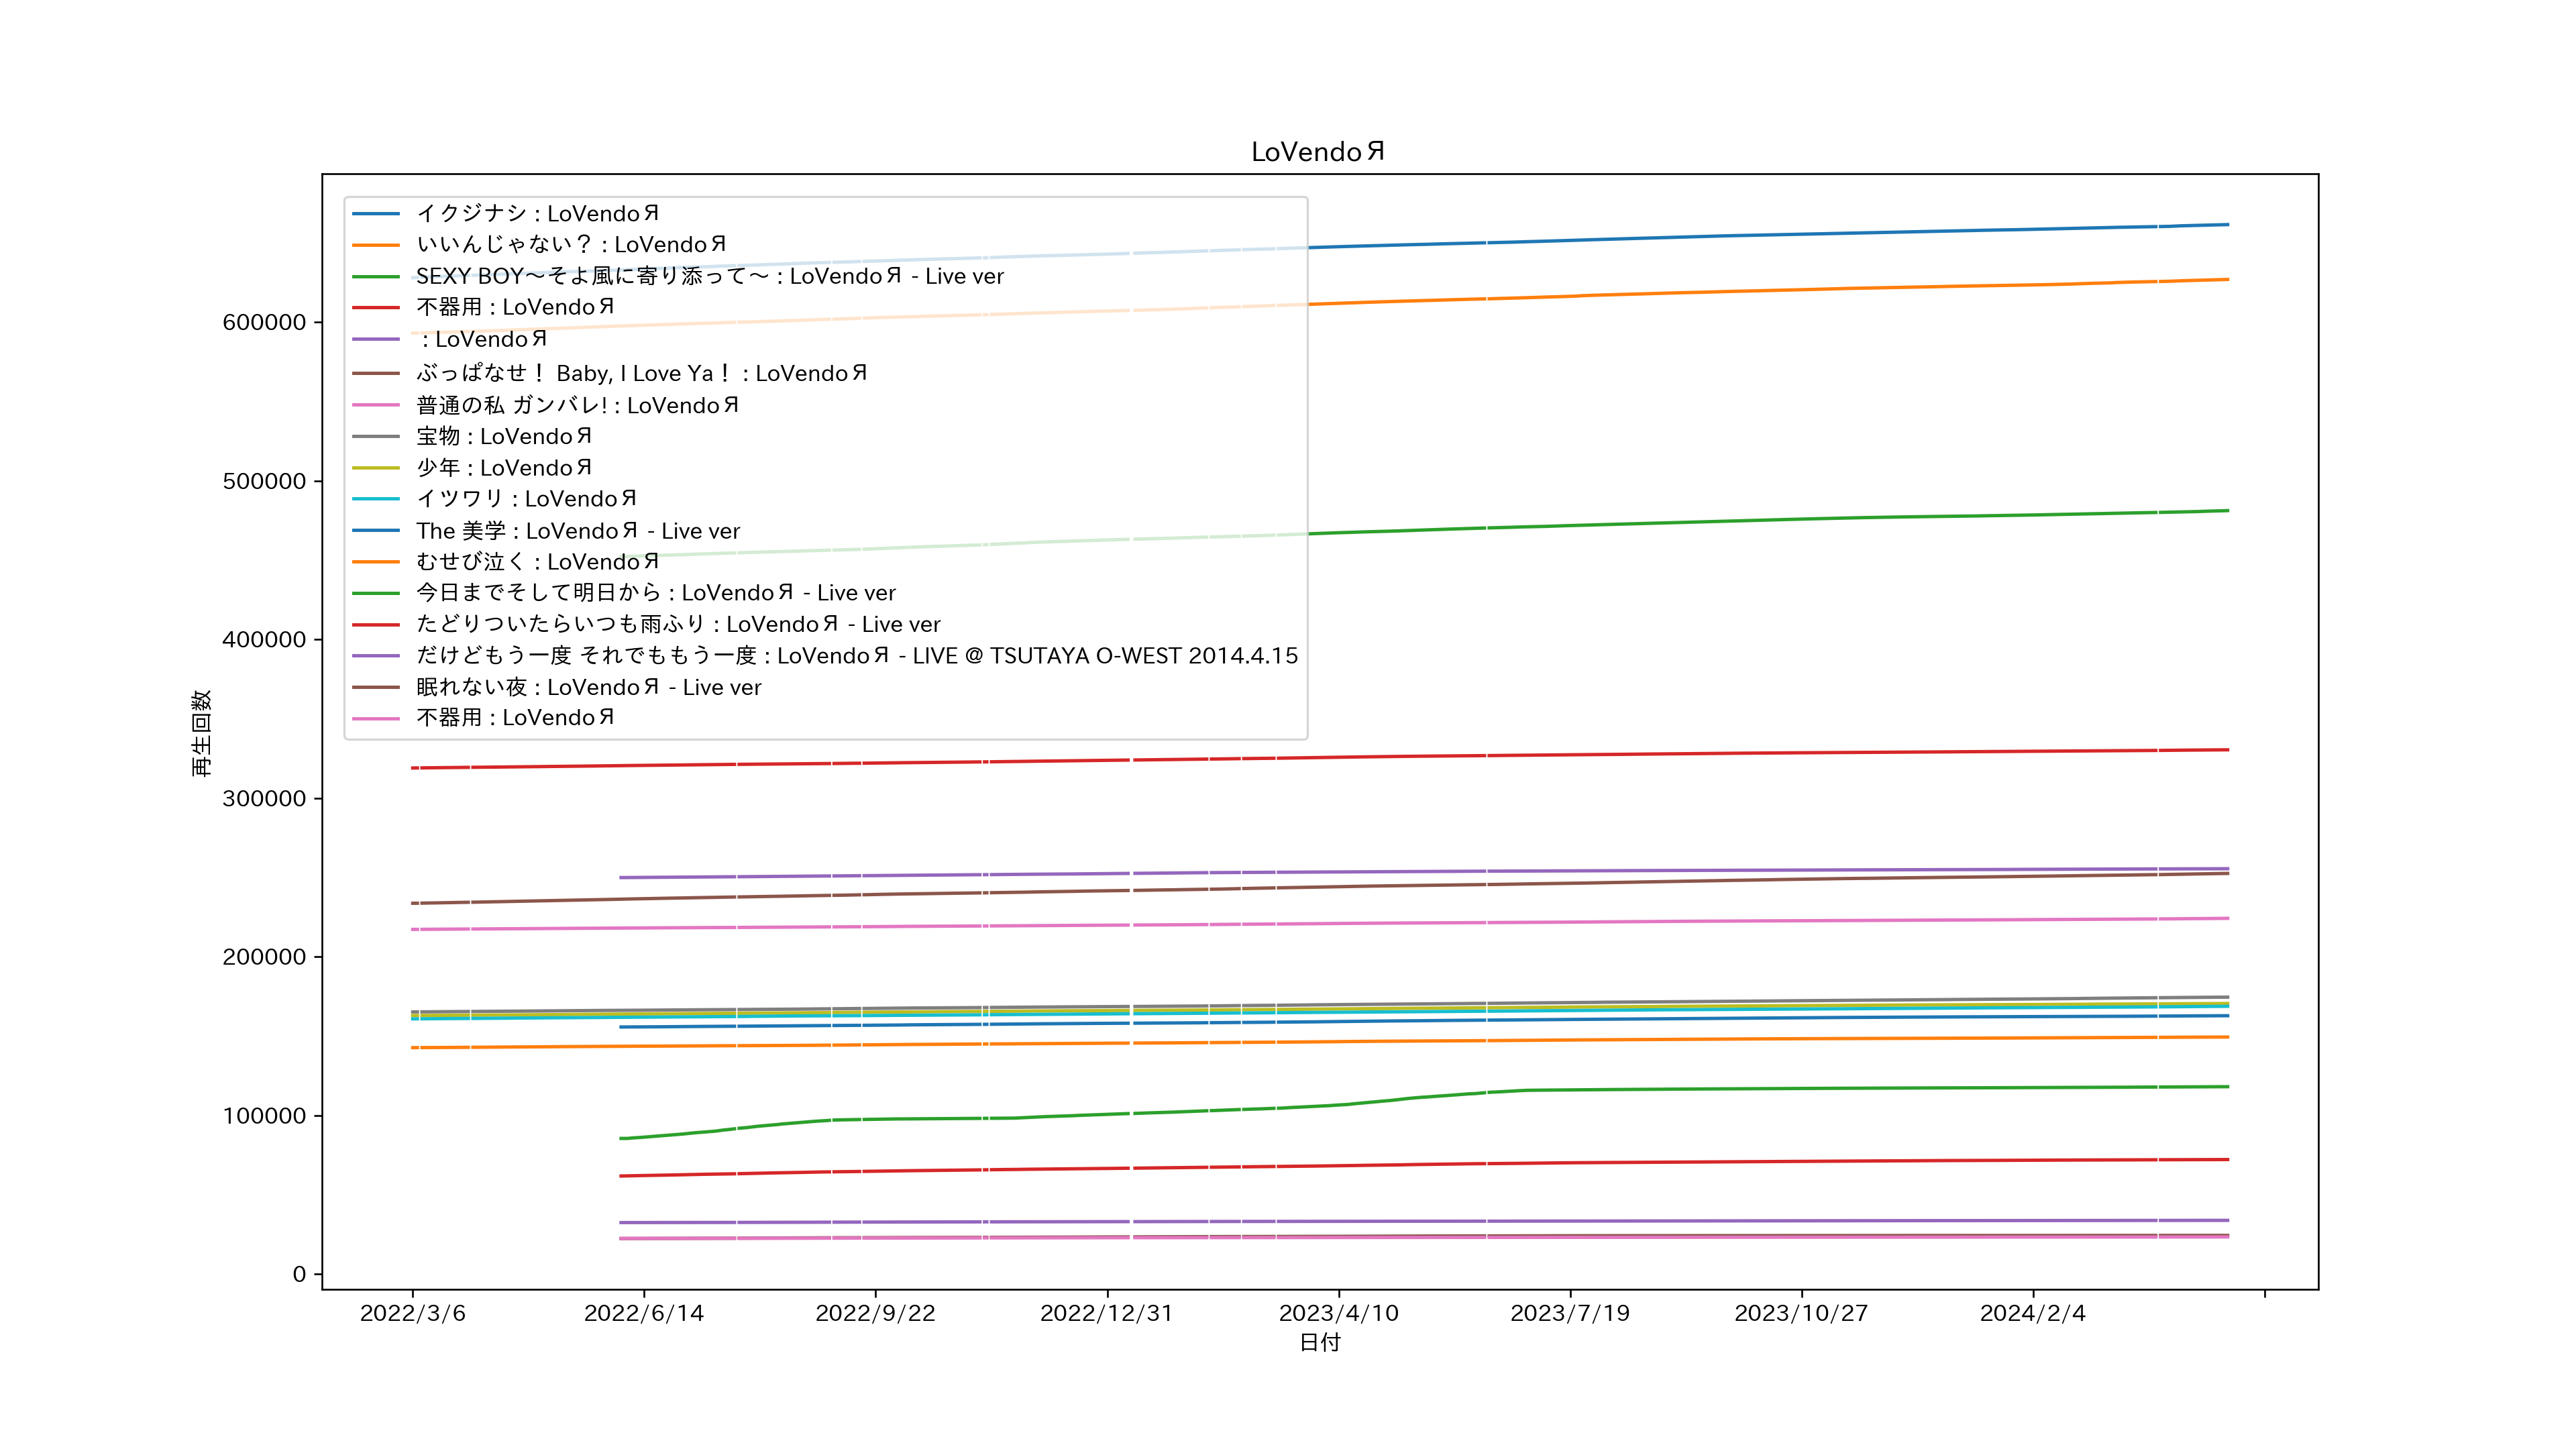 LoVendoЯ
イクジナシ : LoVendoЯ
いいんじゃない？ : LoVendoЯ
SEXY BOY～そよ風に寄り添って～ : LoVendoЯ - Live ver
不器用 : LoVendoЯ
: LoVendoЯ
ぶっぱなせ！ Baby, I Love Ya！ : LoVendoЯ
普通の私 ガンバレ! : LoVendoЯ
宝物 : LoVendoЯ
少年 : LoVendoЯ
イツワリ : LoVendoЯ
The 美学 : LoVendoЯ - Live ver
むせび泣く : LoVendoЯ
今日までそして明日から : LoVendoЯ - Live ver
たどりついたらいつも雨ふり : LoVendoЯ - Live ver
だけどもう一度 それでももう一度 : LoVendoЯ - LIVE @ TSUTAYA O-WEST 2014.4.15
眠れない夜 : LoVendoЯ - Live ver
不器用 : LoVendoЯ
600000
500000
400000
300000
200000
100000
0
再生回数
2022/3/6 2022/6/14 2022/9/22 2022/12/31 2023/4/10 2023/7/19 2023/10/27 2024/2/4
日付